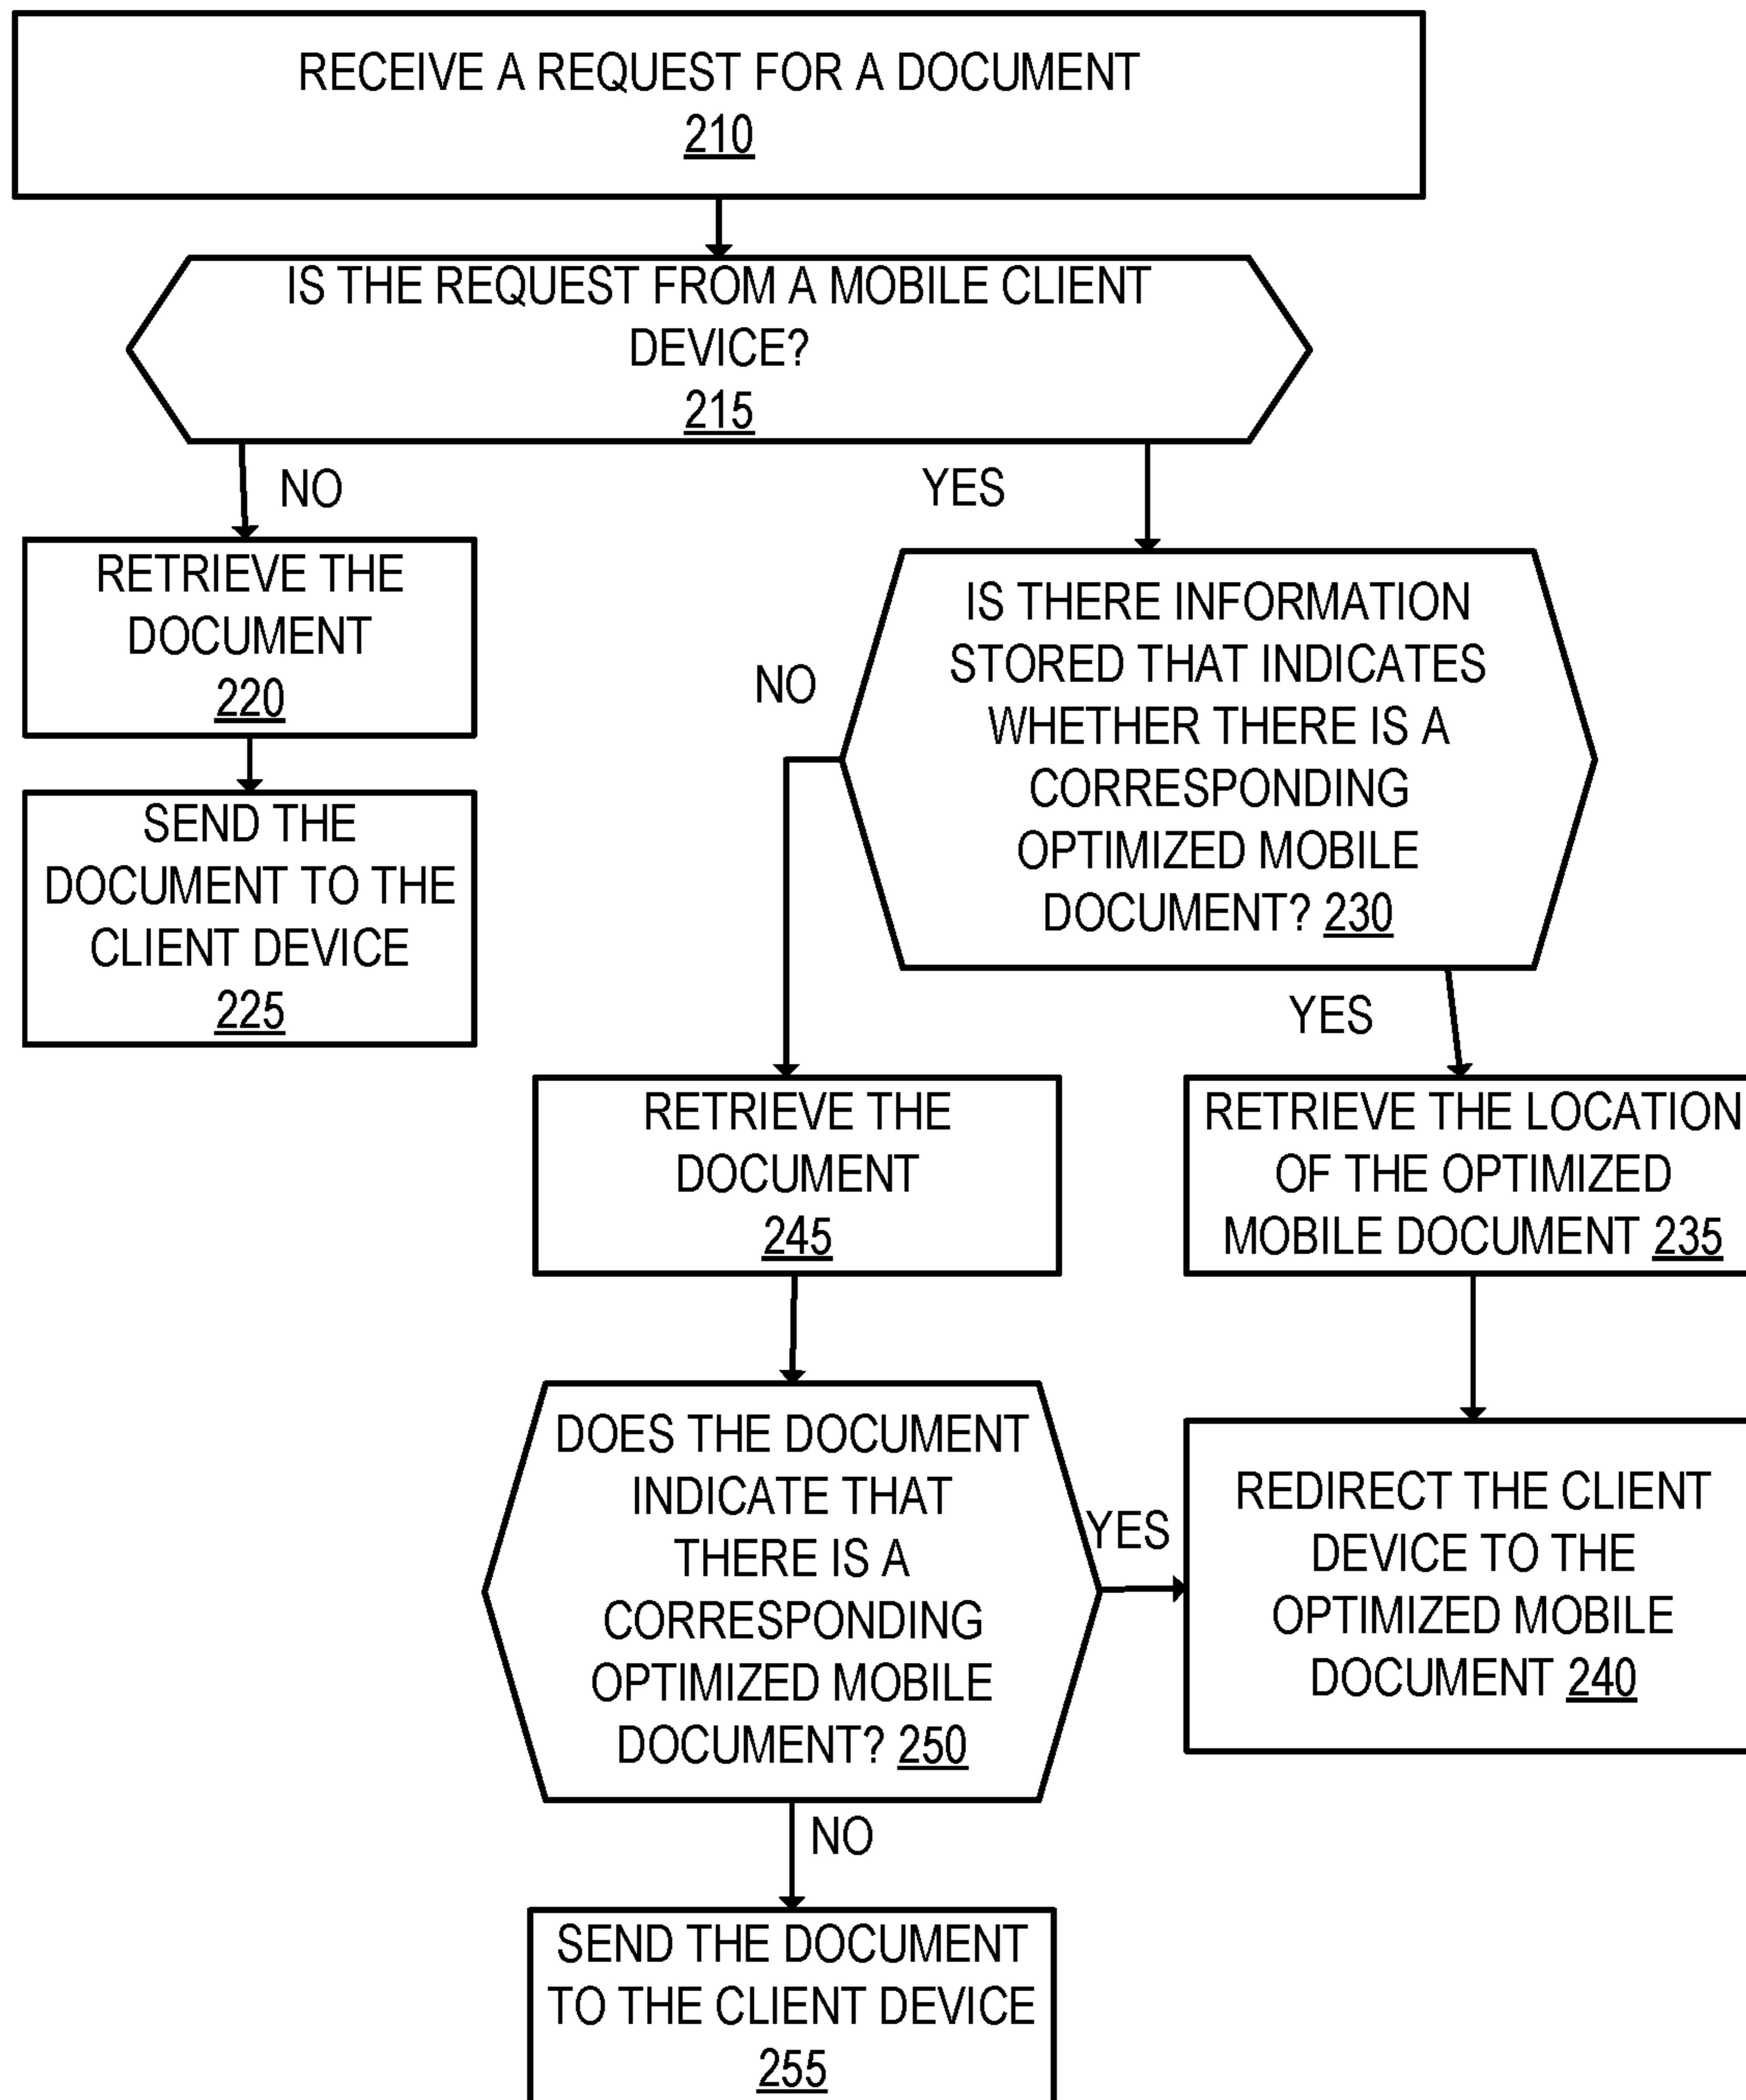 RECEIVE A REQUEST FOR A DOCUMENT
210
IS THE REQUEST FROM A MOBILE CLIENT
DEVICE?
215
NO
YES
RETRIEVE THE
DOCUMENT
220
SEND THE
DOCUMENT TO THE
CLIENT DEVICE
225
IS THERE INFORMATION
STORED THAT INDICATES
WHETHER THERE IS A
CORRESPONDING
OPTIMIZED MOBILE
DOCUMENT? 230
NO
YES
RETRIEVE THE
DOCUMENT
245
RETRIEVE THE LOCATION
OF THE OPTIMIZED
MOBILE DOCUMENT 235
DOES THE DOCUMENT
INDICATE THAT
THERE IS A
CORRESPONDING
OPTIMIZED MOBILE
DOCUMENT? 250
YES
REDIRECT THE CLIENT
DEVICE TO THE
OPTIMIZED MOBILE
DOCUMENT 240
NO
SEND THE DOCUMENT
TO THE CLIENT DEVICE
255